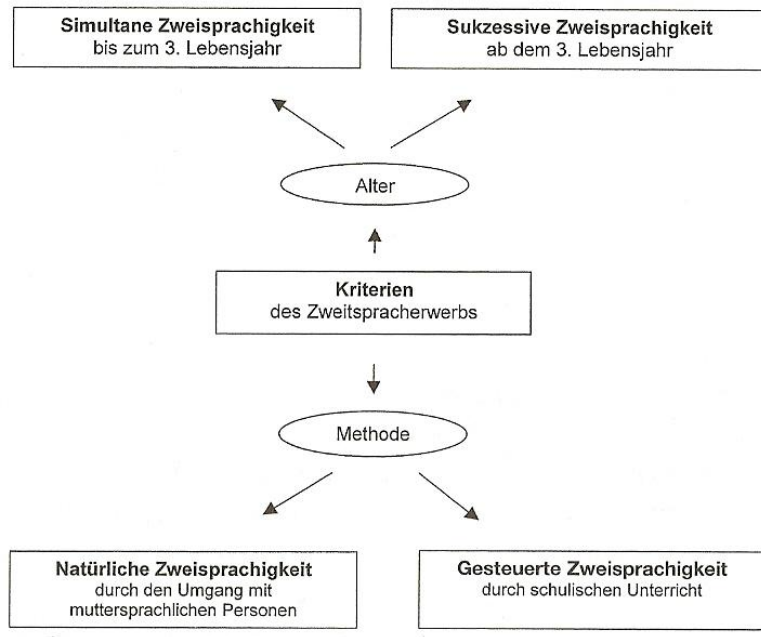 Simultane Zweisprachigkeit
bis zum 3. Lebensjahr
Sukzessive Zweisprachigkeit
ab dem 3. Lebensjahr
Alter
Kriterien
des Zweitspracherwerbs
Methode
Natürliche Zweisprachigkeit
durch den Umgang mit
muttersprachlichen Personen
Gesteuerte Zweisprachigkeit
durch schulischen Unterricht